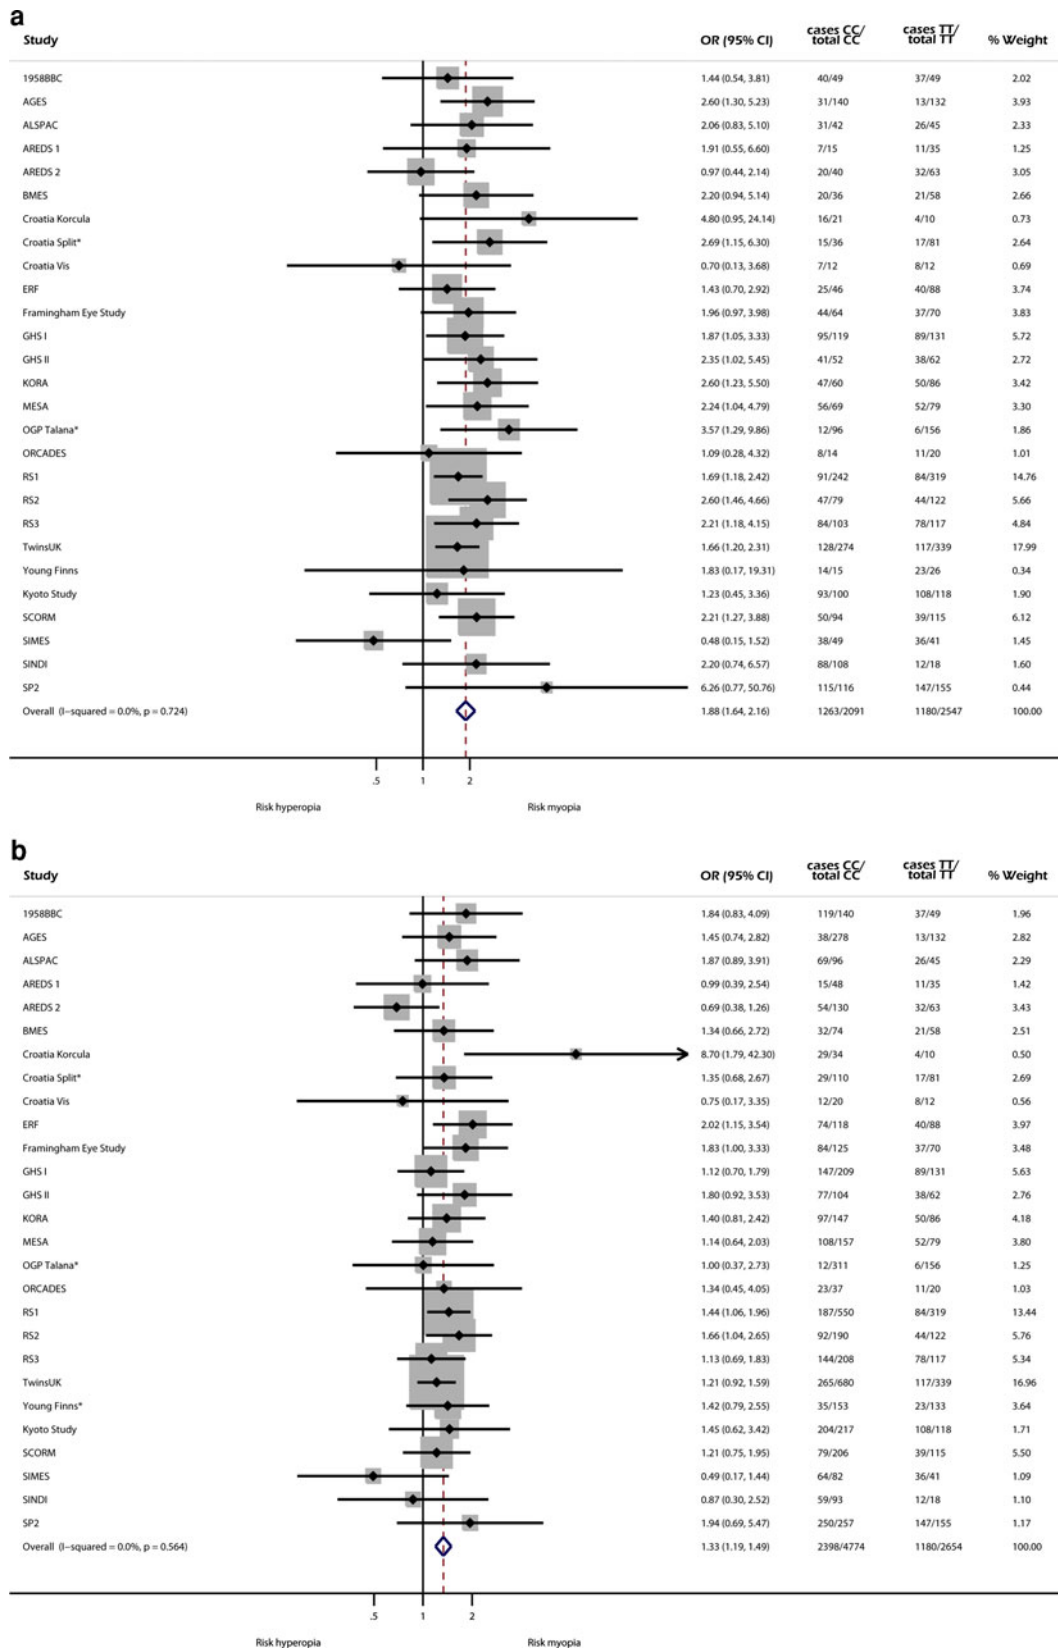 a
Study OR (95% CI) cases CC/ total CC cases TT/ total TT % Weight
1958BBC 1.44 (0.54, 3.81) 40/49 37/49 2.02
AGES 2.60 (1.30, 5.23) 31/140 13/132 3.93
ALSPAC 2.06 (0.83, 5.10) 31/42 26/45 2.33
AREDS 1 1.91 (0.55, 6.60) 7/15 11/35 1.25
AREDS 2 0.97 (0.44, 2.14) 20/40 32/63 3.05
BMES 2.20 (0.94, 5.14) 20/36 21/58 2.66
Croatia Korcula 4.80 (0.95, 24.14) 16/21 4/10 0.73
Croatia Split* 2.69 (1.15, 6.30) 15/36 17/81 2.64
Croatia Vis 0.70 (0.13, 3.68) 7/12 8/12 0.69
ERF 1.43 (0.70, 2.92) 25/46 40/88 3.74
Framingham Eye Study 1.96 (0.97, 3.98) 44/64 37/70 3.83
GHS I 1.87 (1.05, 3.33) 95/119 89/131 5.72
GHS II 2.35 (1.02, 5.45) 41/52 38/62 2.72
KORA 2.60 (1.23, 5.50) 47/60 50/86 3.42
MESA 2.24 (1.04, 4.79) 56/69 52/79 3.30
OGP Talana* 3.57 (1.29, 9.86) 12/96 6/156 1.86
ORCADES 1.09 (0.28, 4.32) 8/14 11/20 1.01
RS1 1.69 (1.18, 2.42) 91/242 84/319 14.76
RS2 2.60 (1.46, 4.66) 47/79 44/122 5.66
RS3 2.21 (1.18, 4.15) 84/103 78/117 4.84
TwinsUK 1.66 (1.20, 2.31) 128/274 117/339 17.99
Young Finns 1.83 (0.17, 19.31) 14/15 23/26 0.34
Kyoto Study 1.23 (0.45, 3.36) 93/100 108/118 1.90
SCORM 2.21 (1.27, 3.88) 50/94 39/115 6.12
SIMES 0.48 (0.15, 1.52) 38/49 36/41 1.45
SINDI 2.20 (0.74, 6.57) 88/108 12/18 1.60
SP2 6.26 (0.77, 50.76) 115/116 147/155 0.44
Overall (I-squared = 0.0%, p = 0.724) 1.88 (1.64, 2.16) 1263/2091 1180/2547 100.00
.5 1 2
Risk hyperopia Risk myopia
b
Study OR (95% CI) cases CC/ total CC cases TT/ total TT % Weight
1958BBC 1.84 (0.83, 4.09) 119/140 37/49 1.96
AGES 1.45 (0.74, 2.82) 38/278 13/132 2.82
ALSPAC 1.87 (0.89, 3.91) 69/96 26/45 2.29
AREDS 1 0.99 (0.39, 2.54) 15/48 11/35 1.42
AREDS 2 0.69 (0.38, 1.26) 54/130 32/63 3.43
BMES 1.34 (0.66, 2.72) 32/74 21/58 2.51
Croatia Korcula 8.70 (1.79, 42.30) 29/34 4/10 0.50
Croatia Split* 1.35 (0.68, 2.67) 29/110 17/81 2.69
Croatia Vis 0.75 (0.17, 3.35) 12/20 8/12 0.56
ERF 2.02 (1.15, 3.54) 74/118 40/88 3.97
Framingham Eye Study 1.83 (1.00, 3.33) 84/125 37/70 3.48
GHS I 1.12 (0.70, 1.79) 147/209 89/131 5.63
GHS II 1.80 (0.92, 3.53) 77/104 38/62 2.76
KORA 1.40 (0.81, 2.42) 97/147 50/86 4.18
MESA 1.14 (0.64, 2.03) 108/157 52/79 3.80
OGP Talana* 1.00 (0.37, 2.73) 12/311 6/156 1.25
ORCADES 1.34 (0.45, 4.05) 23/37 11/20 1.03
RS1 1.44 (1.06, 1.96) 187/550 84/319 13.44
RS2 1.66 (1.04, 2.65) 92/190 44/122 5.76
RS3 1.13 (0.69, 1.83) 144/208 78/117 5.34
TwinsUK 1.21 (0.92, 1.59) 265/680 117/339 16.96
Young Finns* 1.42 (0.79, 2.55) 35/153 23/133 3.64
Kyoto Study 1.45 (0.62, 3.42) 204/217 108/118 1.71
SCORM 1.21 (0.75, 1.95) 79/206 39/115 5.50
SIMES 0.49 (0.17, 1.44) 64/82 36/41 1.09
SINDI 0.87 (0.30, 2.52) 59/93 12/18 1.10
SP2 1.94 (0.69, 5.47) 250/257 147/155 1.17
Overall (I-squared = 0.0%, p = 0.564) 1.33 (1.19, 1.49) 2398/4774 1180/2654 100.00
.5 1 2
Risk hyperopia Risk myopia